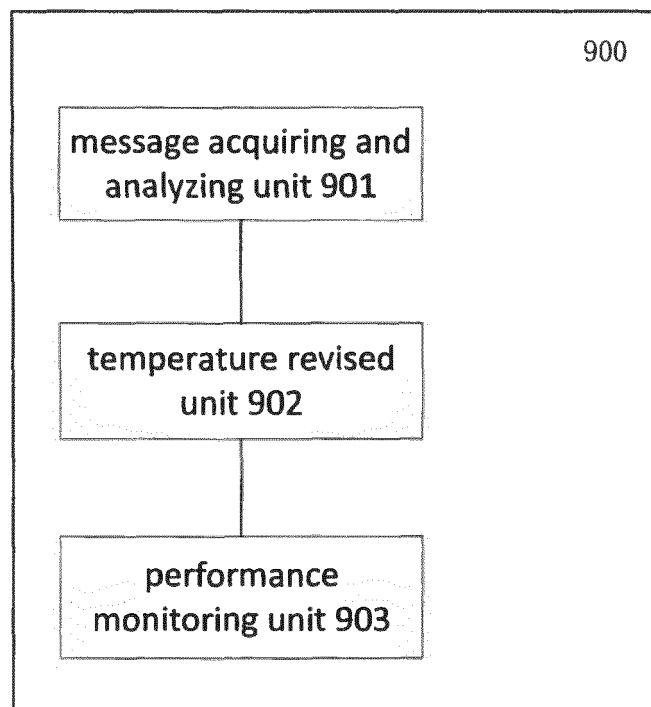 900
message acquiring and
analyzing unit 901
temperature revised
unit 902
performance
monitoring unit 903